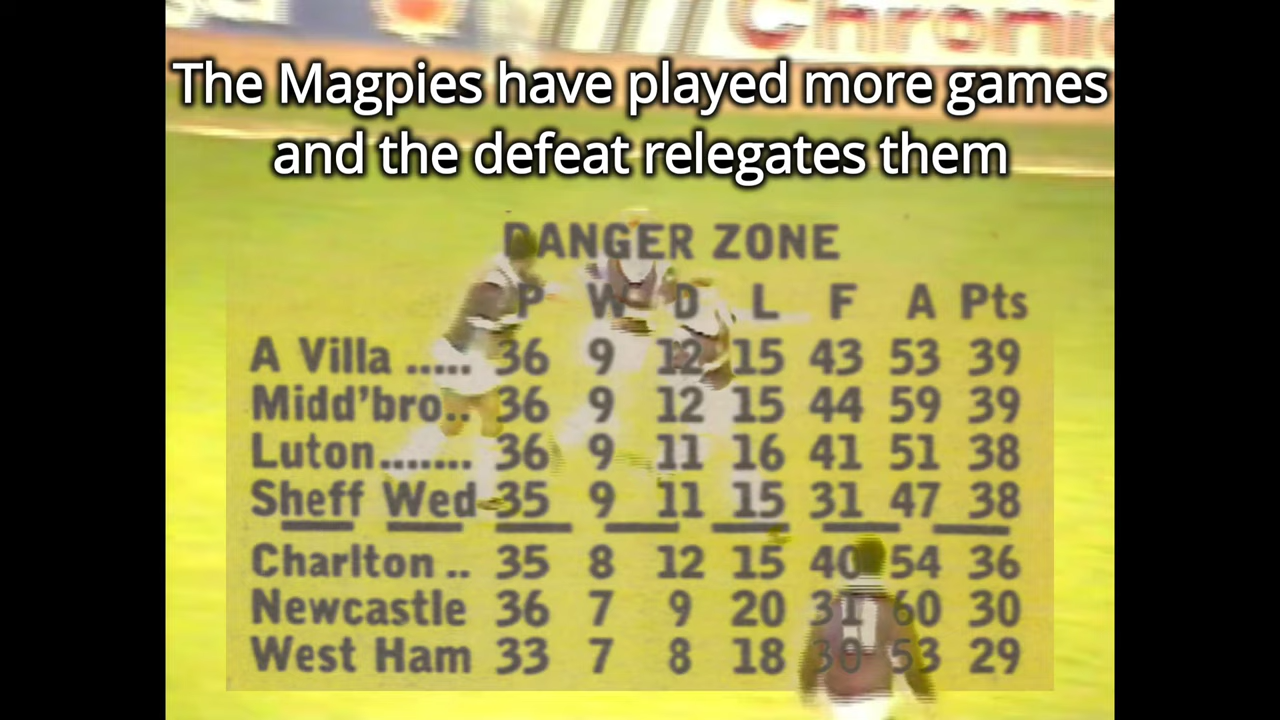 Chronic
The Magpies have played more games
and the defeat relegates them
DANGER ZONE
P W D L F A Pts
A Villa ..... 36 9 12 15 43 53 39
Midd'bro.. 36 9 12 15 44 59 39
Luton....... 36 9 11 16 41 51 38
Sheff Wed 35 9 11 15 31 47 38
Charlton .. 35 8 12 15 40 54 36
Newcastle 36 7 9 20 31 60 30
West Ham 33 7 8 18 30 53 29